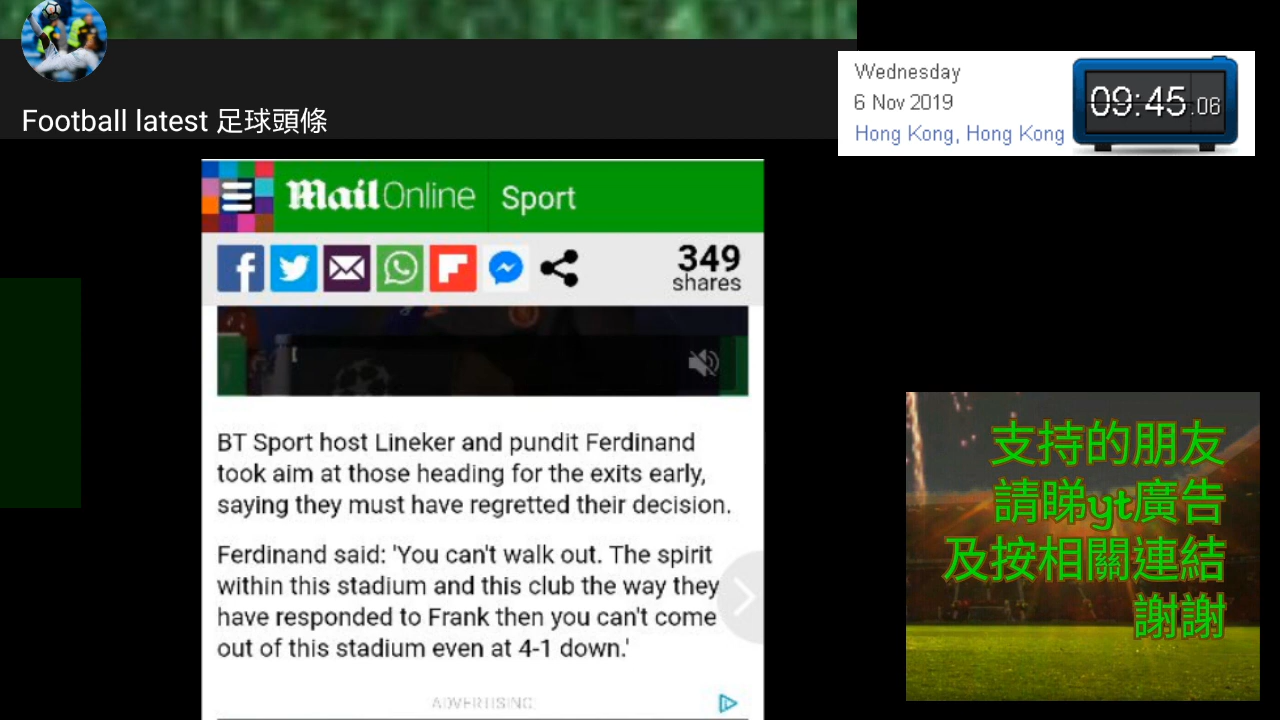 Football latest 足球頭條
Wednesday
6 Nov 2019
Hong Kong, Hong Kong
09:45.06
Mail Online Sport
349
shares
BT Sport host Lineker and pundit Ferdinand
took aim at those heading for the exits early,
saying they must have regretted their decision.
Ferdinand said: 'You can't walk out. The spirit
within this stadium and this club the way they
have responded to Frank then you can't come
out of this stadium even at 4-1 down.'
ADVERTISING
支持的朋友
請睇yt廣告
及按相關連結
謝謝